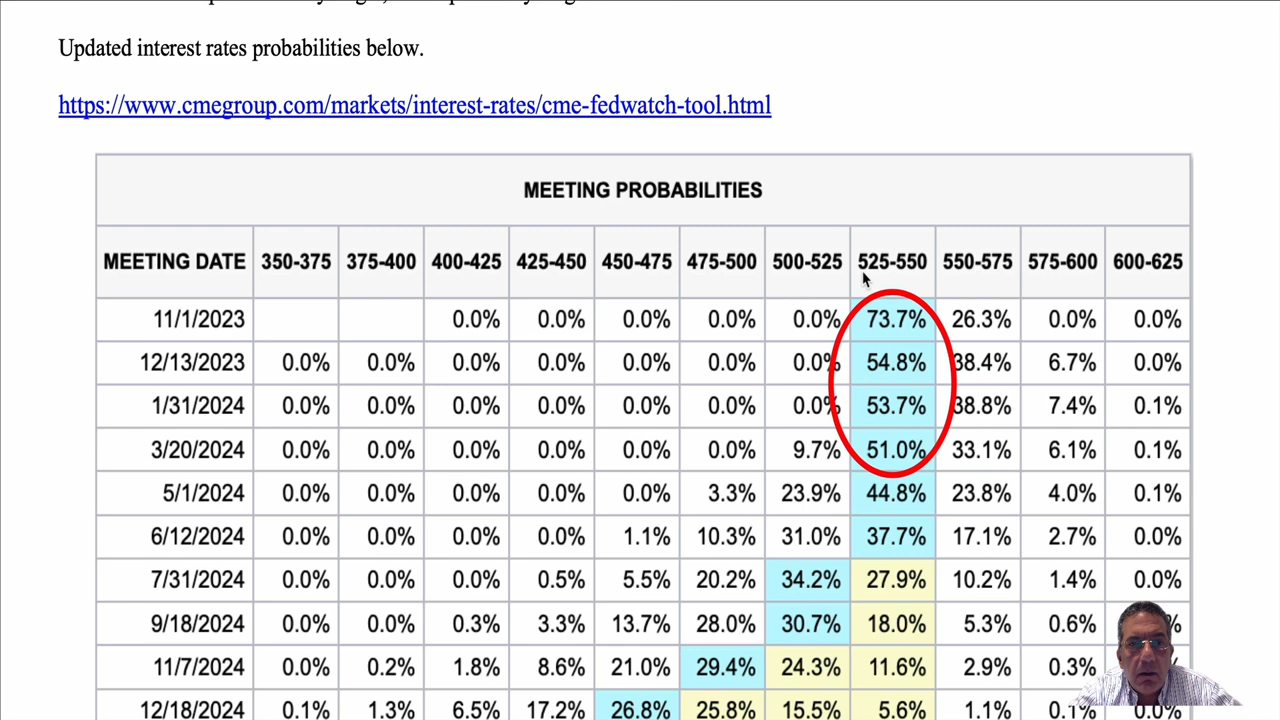 Updated interest rates probabilities below.
https://www.cmegroup.com/markets/interest-rates/cme-fedwatch-tool.html
MEETING PROBABILITIES
MEETING DATE 350-375 375-400 400-425 425-450 450-475 475-500 500-525 525-550 550-575 575-600 600-625
11/1/2023 0.0% 0.0% 0.0% 0.0% 0.0% 73.7% 26.3% 0.0% 0.0%
12/13/2023 0.0% 0.0% 0.0% 0.0% 0.0% 0.0% 0.0% 54.8% 38.4% 6.7% 0.0%
1/31/2024 0.0% 0.0% 0.0% 0.0% 0.0% 0.0% 0.0% 53.7% 38.8% 7.4% 0.1%
3/20/2024 0.0% 0.0% 0.0% 0.0% 0.0% 0.0% 9.7% 51.0% 33.1% 6.1% 0.1%
5/1/2024 0.0% 0.0% 0.0% 0.0% 0.0% 3.3% 23.9% 44.8% 23.8% 4.0% 0.1%
6/12/2024 0.0% 0.0% 0.0% 0.0% 1.1% 10.3% 31.0% 37.7% 17.1% 2.7% 0.0%
7/31/2024 0.0% 0.0% 0.0% 0.5% 5.5% 20.2% 34.2% 27.9% 10.2% 1.4% 0.0%
9/18/2024 0.0% 0.0% 0.3% 3.3% 13.7% 28.0% 30.7% 18.0% 5.3% 0.6%
11/7/2024 0.0% 0.2% 1.8% 8.6% 21.0% 29.4% 24.3% 11.6% 2.9% 0.3%
12/18/2024 0.1% 1.3% 6.5% 17.2% 26.8% 25.8% 15.5% 5.6% 1.1% 0.1% 0.0%